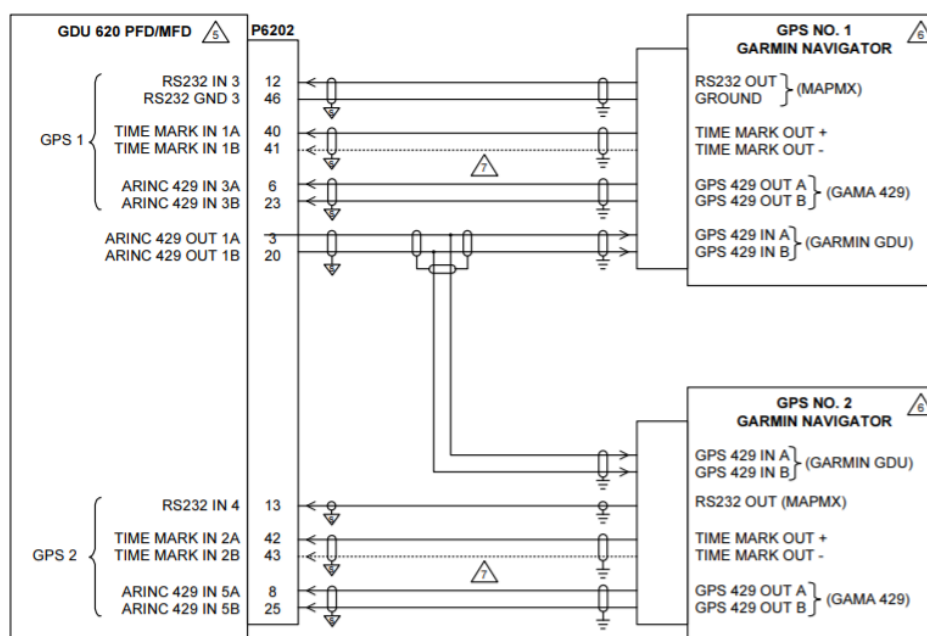 GDU 620 PFD/MFD 5 P6202
GPS NO. 1 6
GARMIN NAVIGATOR
GPS 1
RS232 IN 3 12 RS232 OUT
RS232 GND 3 46 GROUND
(MAPMX)
TIME MARK IN 1A 40 TIME MARK OUT +
TIME MARK IN 1B 41 TIME MARK OUT -
7
ARINC 429 IN 3A 6 GPS 429 OUT A
ARINC 429 IN 3B 23 GPS 429 OUT B
(GAMA 429)
ARINC 429 OUT 1A 3 GPS 429 IN A
ARINC 429 OUT 1B 20 GPS 429 IN B
(GARMIN GDU)
GPS NO. 2 6
GARMIN NAVIGATOR
GPS 429 IN A
GPS 429 IN B
(GARMIN GDU)
GPS 2
RS232 IN 4 13 RS232 OUT (MAPMX)
TIME MARK IN 2A 42 TIME MARK OUT +
TIME MARK IN 2B 43 TIME MARK OUT -
7
ARINC 429 IN 5A 8 GPS 429 OUT A
ARINC 429 IN 5B 25 GPS 429 OUT B
(GAMA 429)